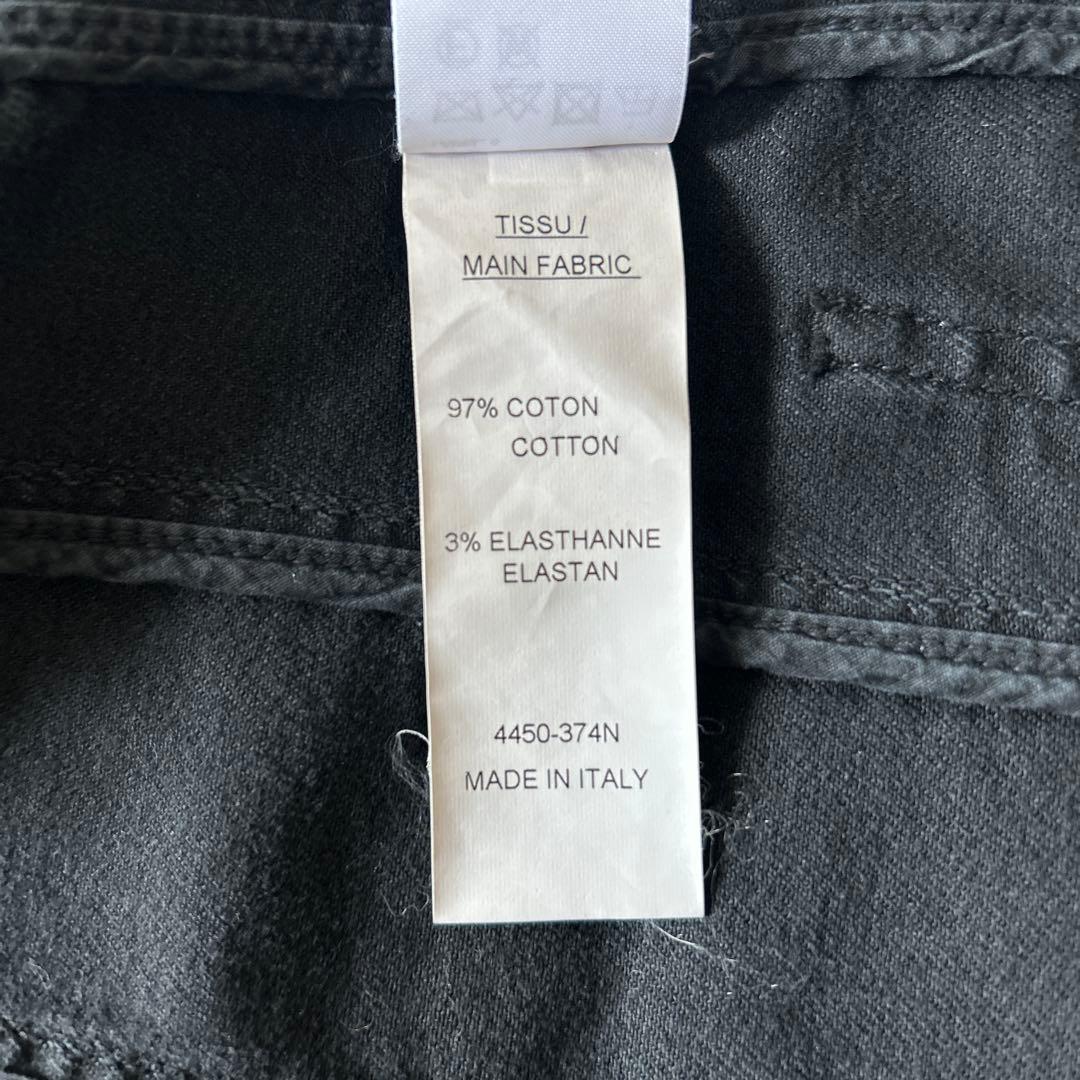 TISSU /
MAIN FABRIC
97% COTON
COTTON
3% ELASTHANNE
ELASTAN
4450-374N
MADE IN ITALY